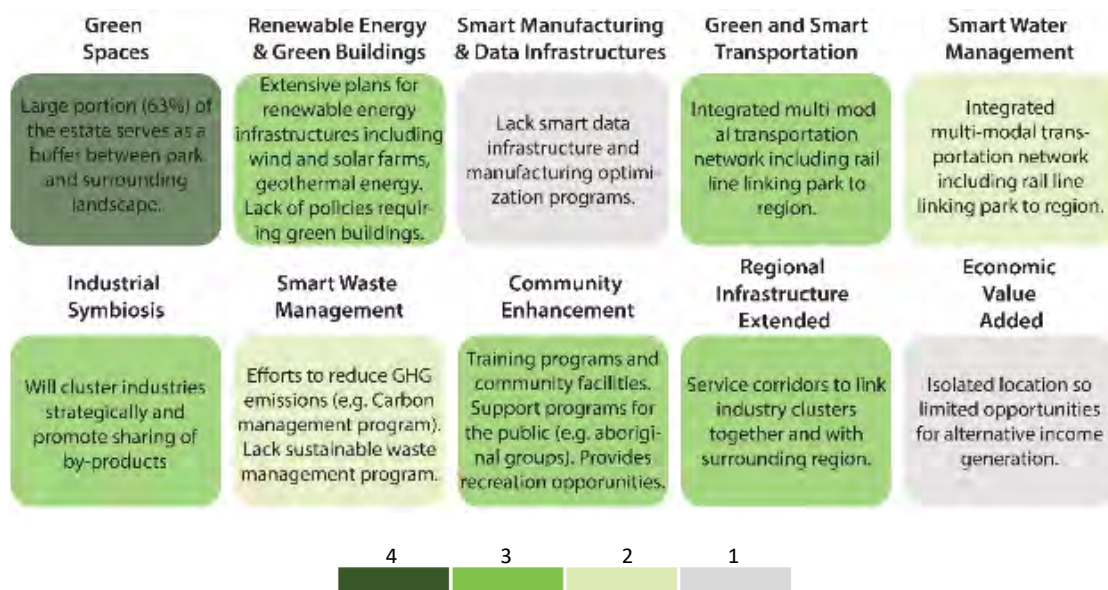 Green
Spaces
Large portion (63%) of
the estate serves as a
buffer between park
and surrounding
landscape.
Renewable Energy
& Green Buildings
Extensive plans for
renewable energy
infrastructures including
wind and solar farms,
geothermal energy.
Lack of policies requir-
ing green buildings.
Smart Manufacturing
& Data Infrastructures
Lack smart data
infrastructure and
manufacturing optimi-
zation programs.
Green and Smart
Transportation
Integrated multi-mod
al transportation
network including rail
line linking park to
region.
Smart Water
Management
Integrated
multi-modal trans-
portation network
including rail line
linking park to region.
Industrial
Symbiosis
Will cluster industries
strategically and
promote sharing of
by-products
Smart Waste
Management
Efforts to reduce GHG
emissions (e.g. Carbon
management program).
Lack sustainable waste
management program.
Community
Enhancement
Training programs and
community facilities.
Support programs for
the public (e.g. aborigi-
nal groups). Provides
recreation opporunities.
Regional
Infrastructure
Extended
Service corridors to link
industry clusters
together and with
surrounding region.
Economic
Value
Added
Isolated location so
limited opportunities
for alternative income
generation.
4 3 2 1